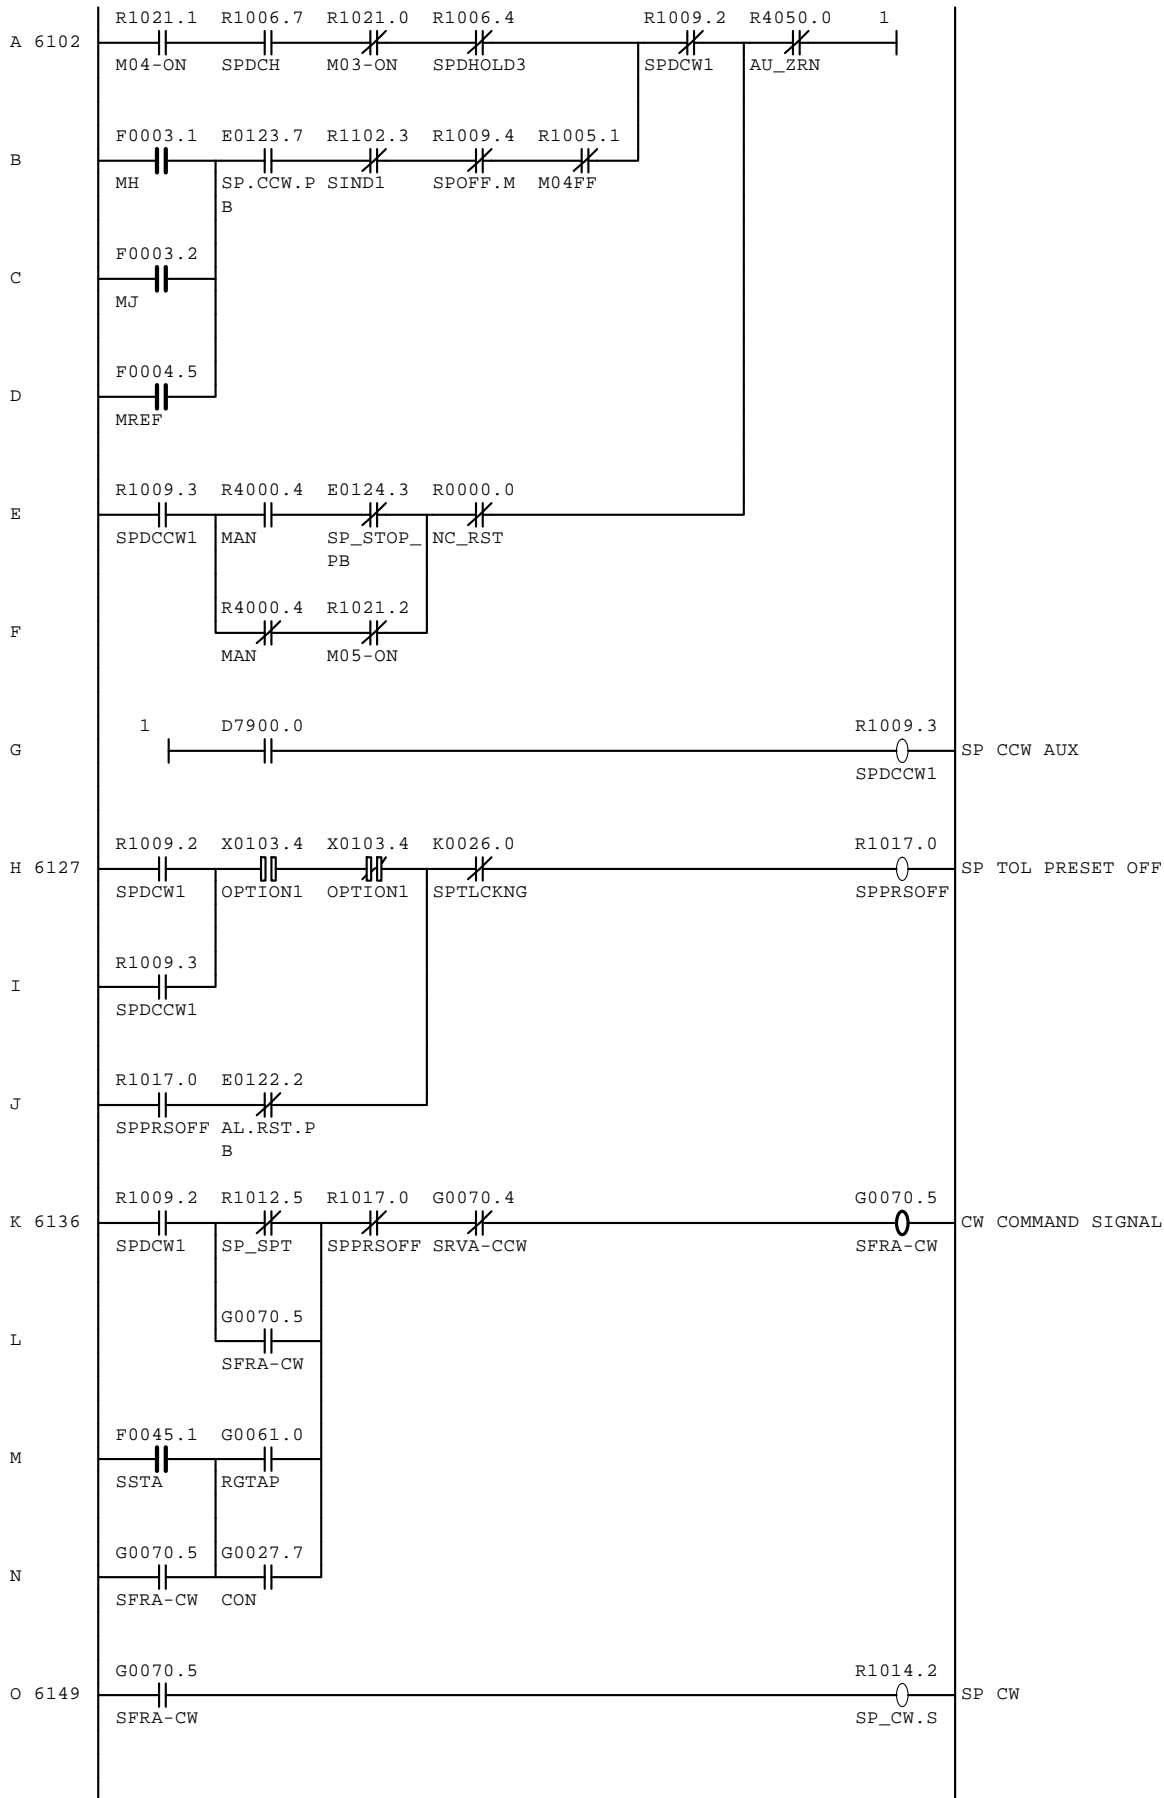 R1021.1 R1006.7 R1021.0 R1006.4 R1009.2 R4050.0 1
A 6102
M04-ON SPDCH M03-ON SPDHOLD3 SPDCW1 AU_ZRN
F0003.1 E0123.7 R1102.3 R1009.4 R1005.1
B
MH SP.CCW.P SIND1 SPOFF.M M04FF
B
F0003.2
C
MJ
F0004.5
D
MREF
R1009.3 R4000.4 E0124.3 R0000.0
E
SPDCCW1 MAN SP_STOP_ NC_RST
PB
R4000.4 R1021.2
F
MAN M05-ON
1 D7900.0 R1009.3
G SP CCW AUX
SPDCCW1
R1009.2 X0103.4 X0103.4 K0026.0 R1017.0
H 6127 SP TOL PRESET OFF
SPDCW1 OPTION1 OPTION1 SPTLCKNG SPPRSOFF
R1009.3
I
SPDCCW1
R1017.0 E0122.2
J
SPPRSOFF AL.RST.P
B
R1009.2 R1012.5 R1017.0 G0070.4 G0070.5
K 6136 CW COMMAND SIGNAL
SPDCW1 SP_SPT SPPRSOFF SRVA-CCW SFRA-CW
G0070.5
L
SFRA-CW
F0045.1 G0061.0
M
SSTA RGTAP
G0070.5 G0027.7
N
SFRA-CW CON
G0070.5 R1014.2
O 6149 SP CW
SFRA-CW SP_CW.S